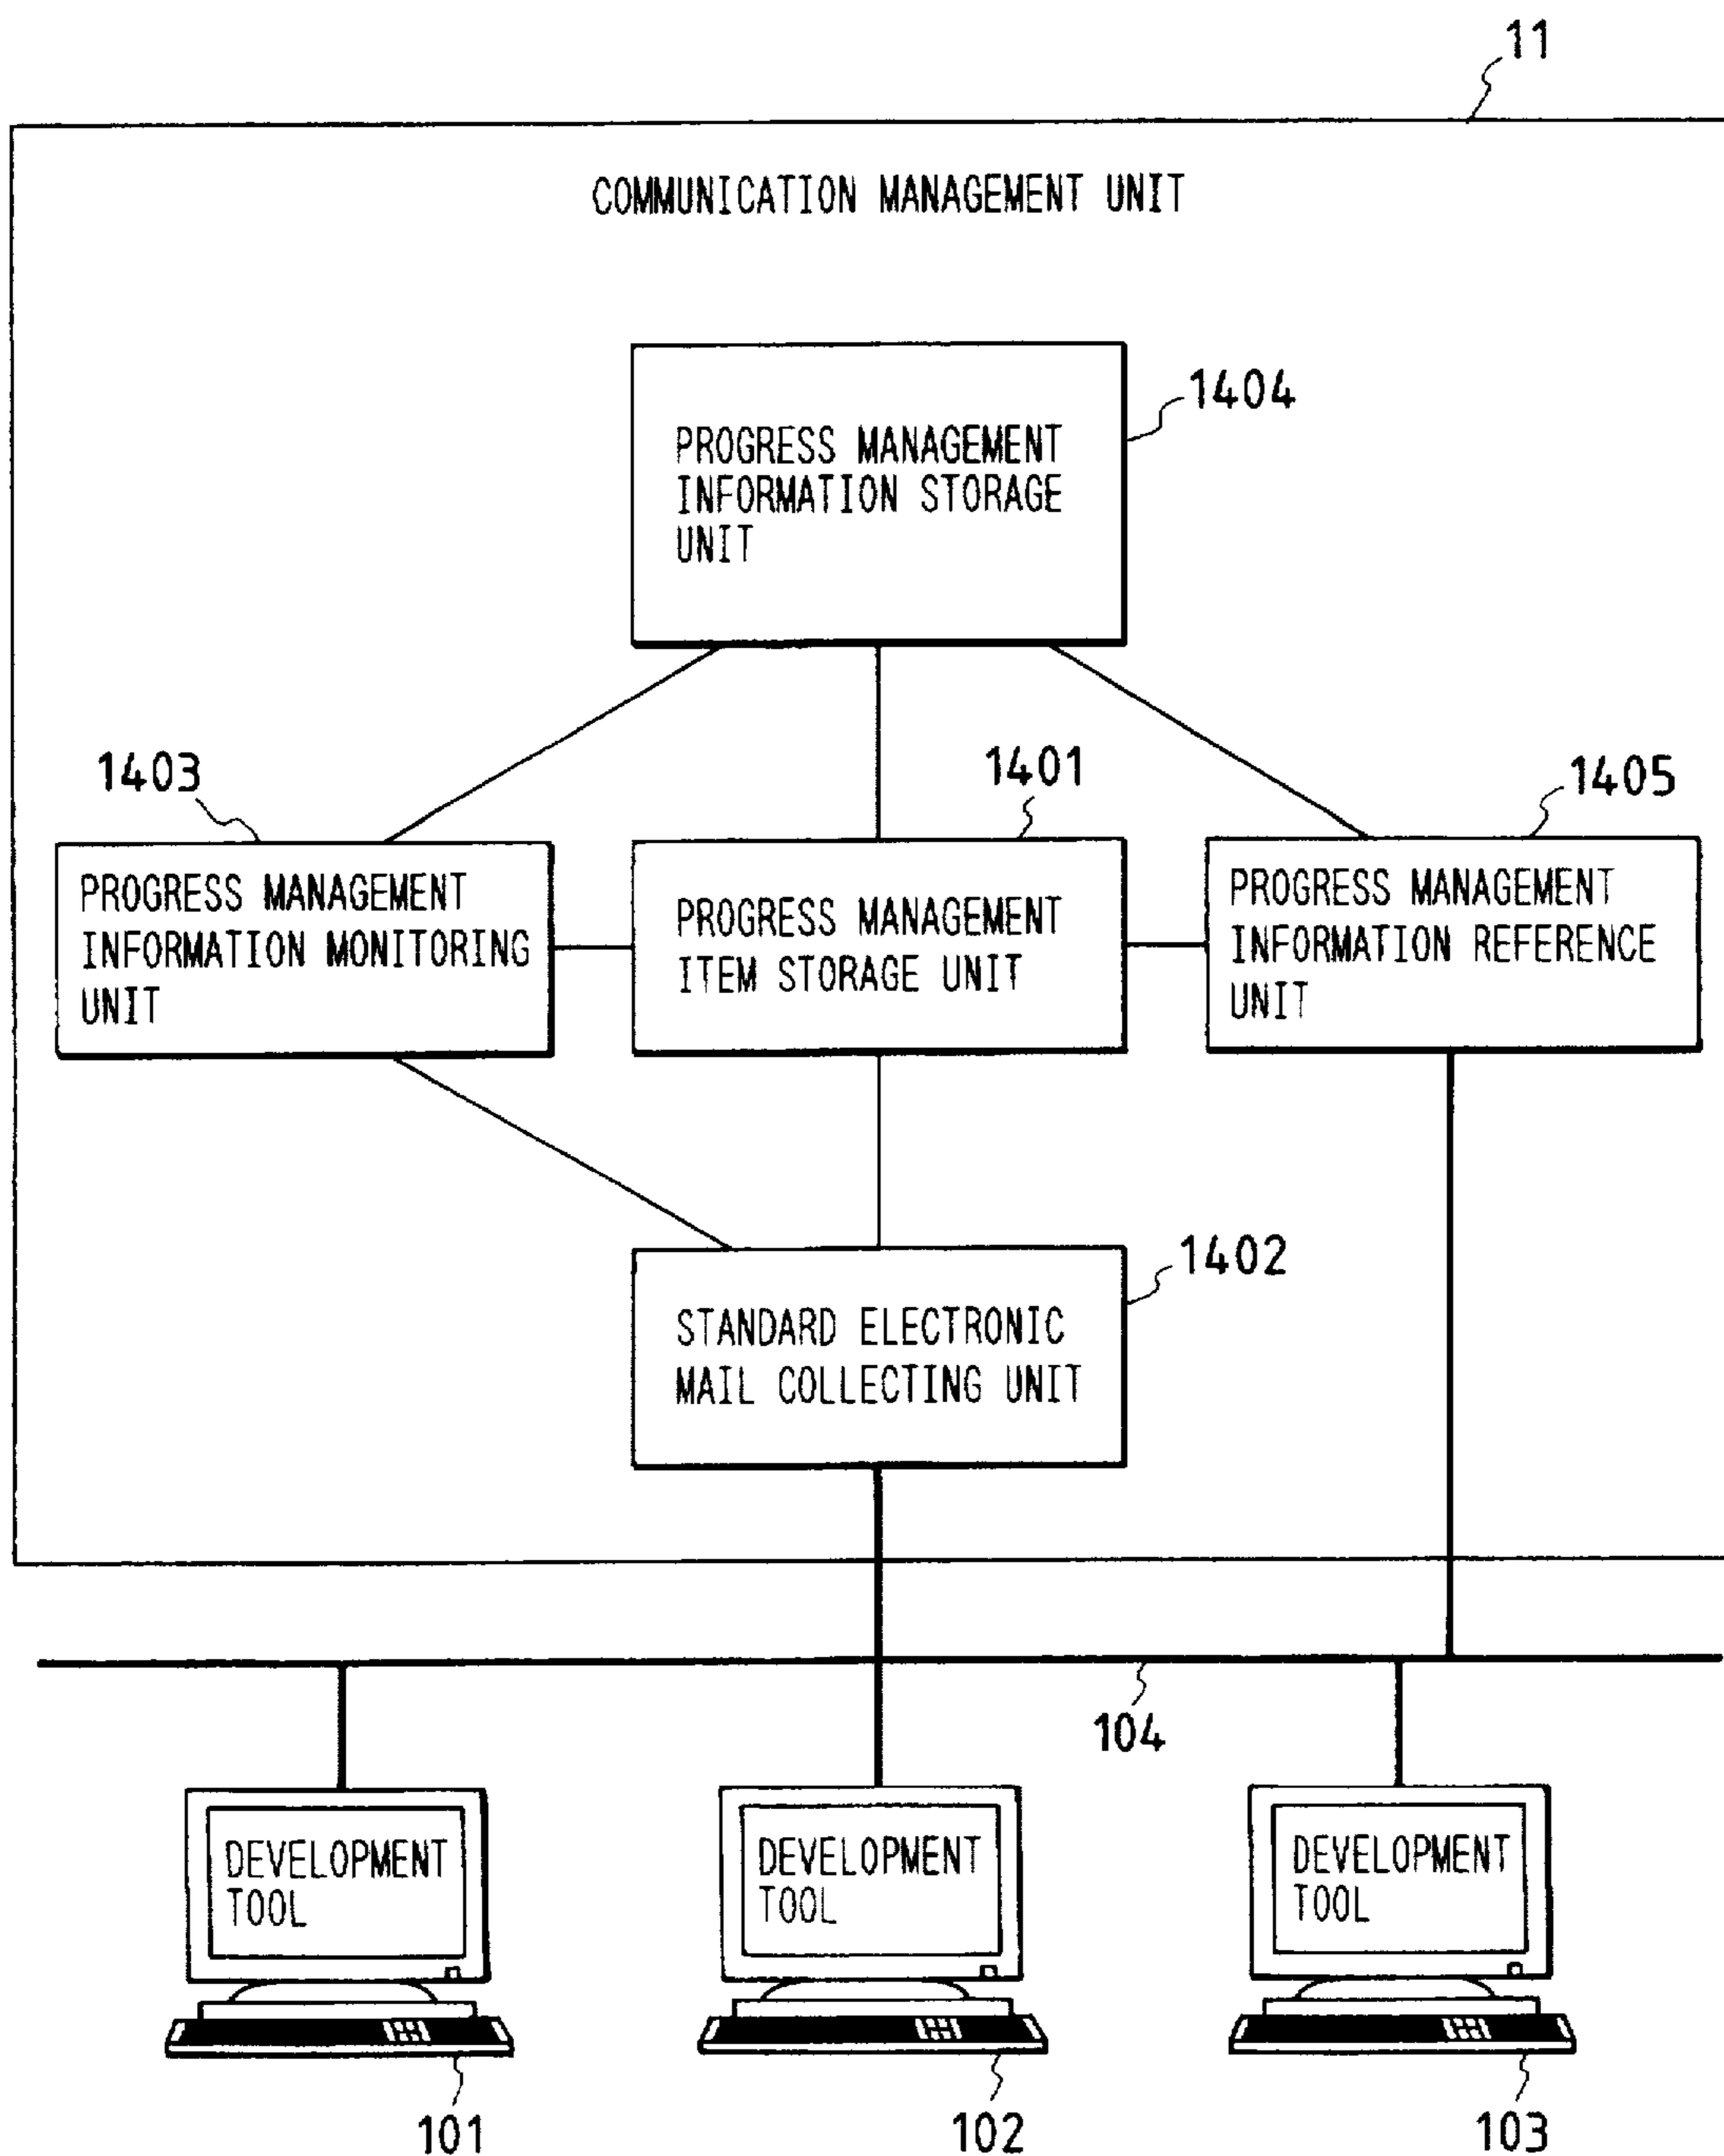 11
COMMUNICATION MANAGEMENT UNIT
1404
PROGRESS MANAGEMENT
INFORMATION STORAGE
UNIT
1403
1401
1405
PROGRESS MANAGEMENT
INFORMATION MONITORING
UNIT
PROGRESS MANAGEMENT
ITEM STORAGE UNIT
PROGRESS MANAGEMENT
INFORMATION REFERENCE
UNIT
1402
STANDARD ELECTRONIC
MAIL COLLECTING UNIT
104
DEVELOPMENT
TOOL
DEVELOPMENT
TOOL
DEVELOPMENT
TOOL
101
102
103